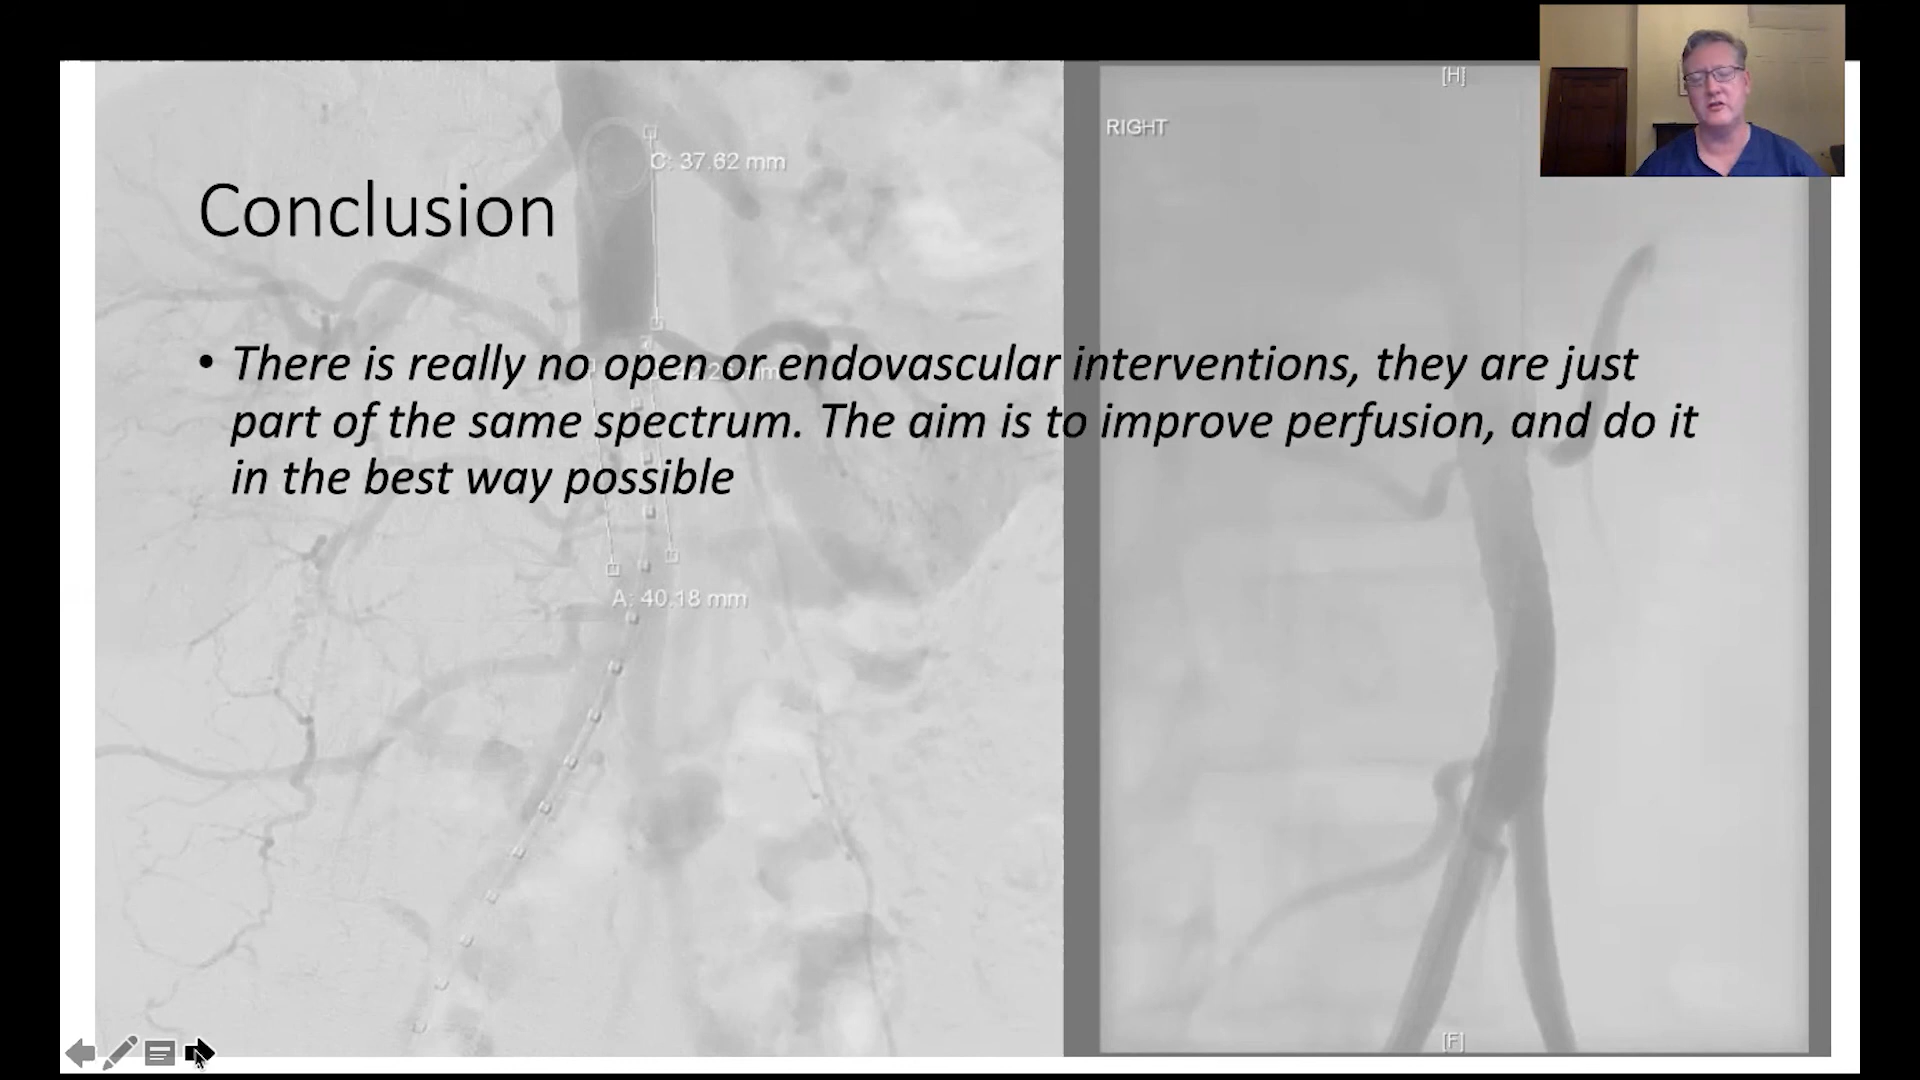 [H]
RIGHT
C: 37.62 mm
Conclusion
• There is really no open or endovascular interventions, they are just
part of the same spectrum. The aim is to improve perfusion, and do it
in the best way possible
A: 40.18 mm
[F]